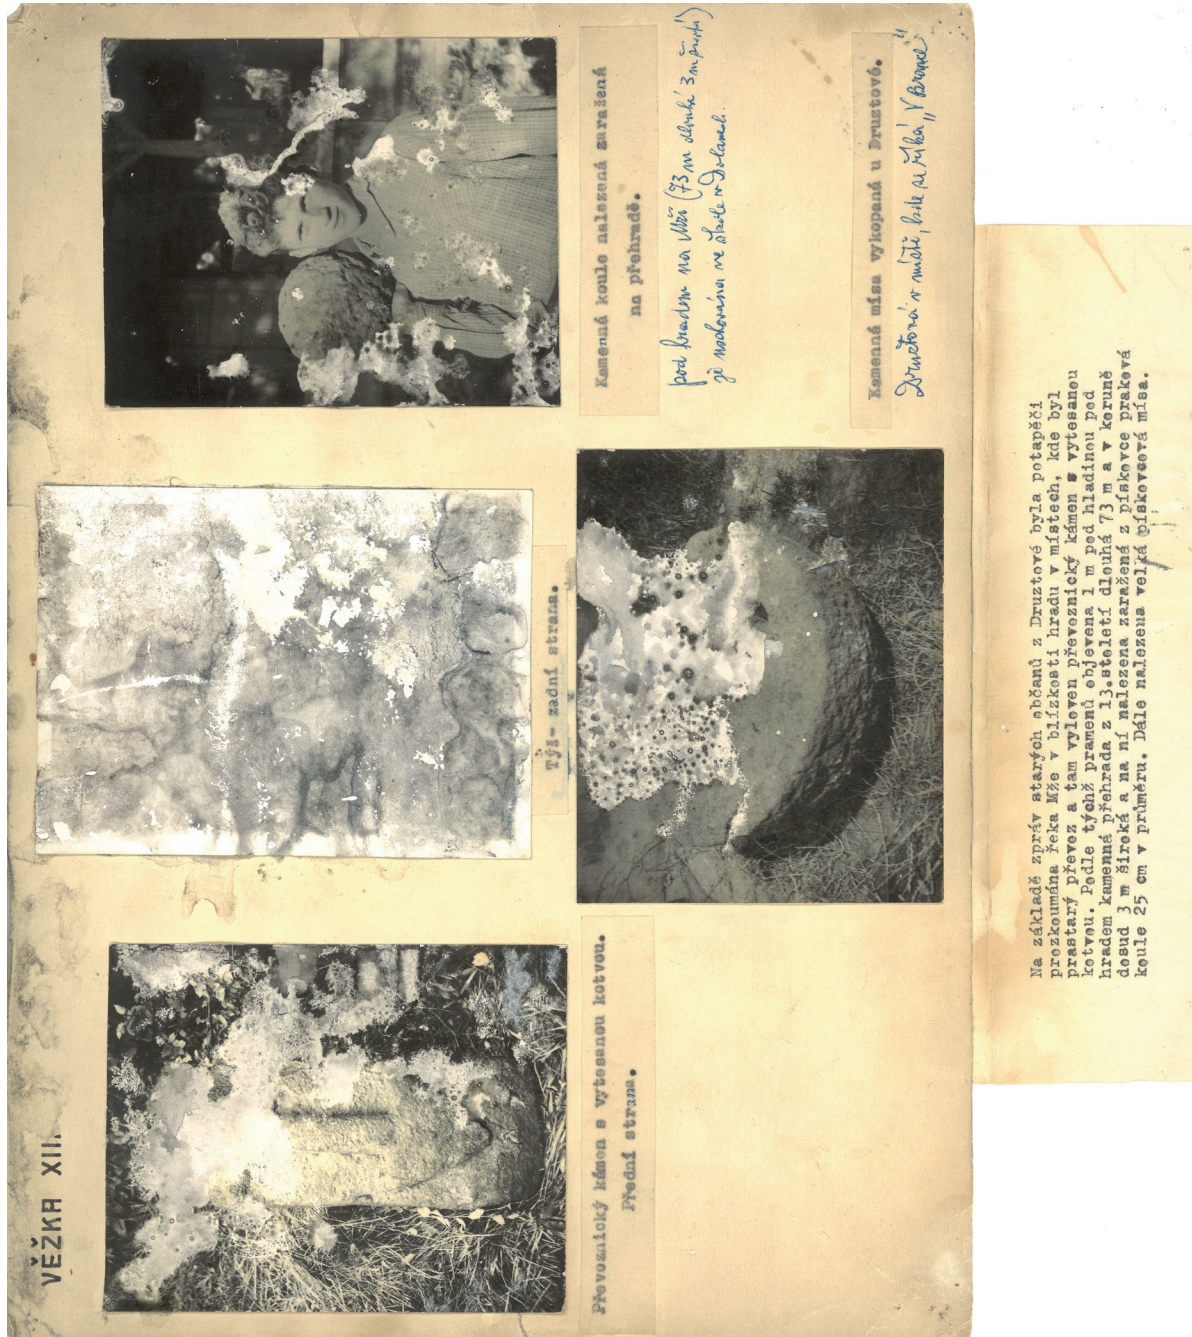 VĚŽKA XII.
Převoznický kámen s vytesanou kotvou.
Přední strana.
Týž- zadní strana.
Kamenná koule nalezená zaražená
na přehradě.
pod hradem na Mži (73 m dlouhá 3 m široká)
je uschována ve škole v Dolanech.
Kamenná mísa vykopaná u Druztové.
Druztová v místě, kde se říká „V Brance"
Na základě zpráv starých občanů z Druztové byla potapěči
prozkoumána řeka Mže v blízkosti hradu v místech, kde byl
prastarý převoz a tam vyloven převoznický kámen s vytesanou
kotvou. Podle týchž pramenů objevena 1 m pod hladinou pod
hradem kamenná přehrada z 13.století dlouhá 73 m a v koruně
dosud 3 m široká a na ní nalezena zaražená z pískovce praková
koule 25 cm v průměru. Dále nalezena velká pískovcová mísa.